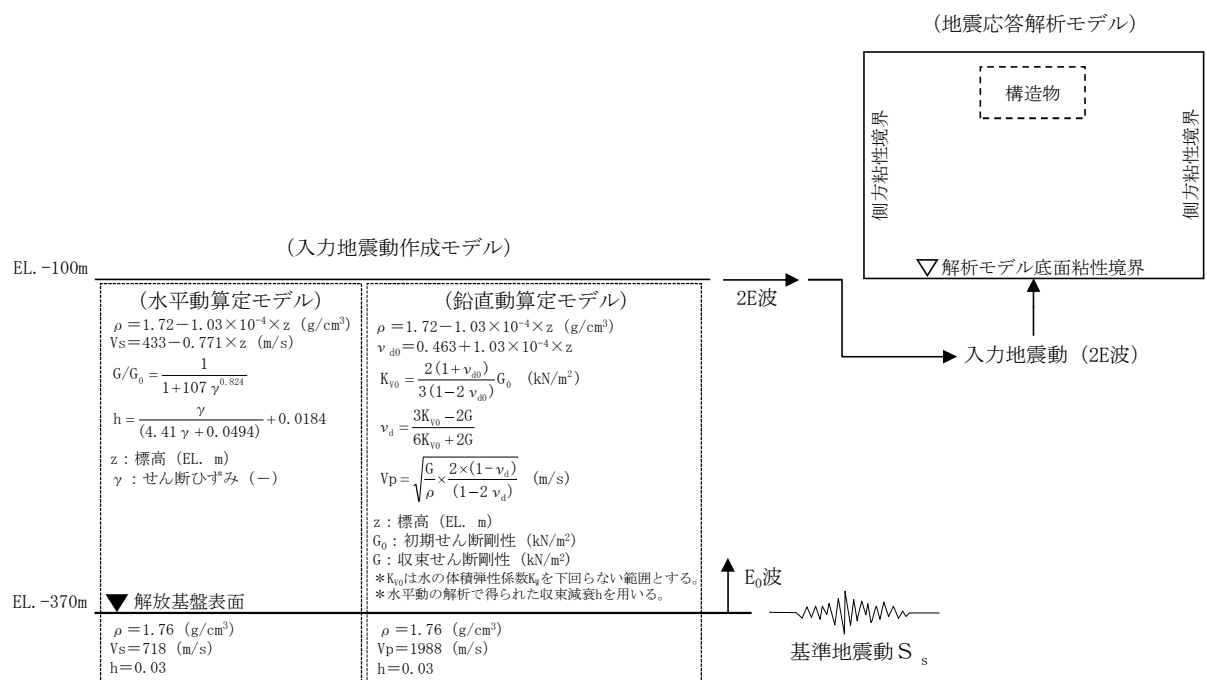 (地震応答解析モデル)
構造物
側方粘性境界
側方粘性境界
▽解析モデル底面粘性境界
(入力地震動作成モデル)
EL.-100m
2E波
入力地震動(2E波)
(水平動算定モデル)
ρ=1.72-1.03×10⁻⁴×z (g/cm³)
Vs=433-0.771×z (m/s)
G/G₀=1/(1+107γ^0.824)
h=γ/(4.41γ+0.0494)+0.0184
z:標高(EL. m)
γ:せん断ひずみ(-)
(鉛直動算定モデル)
ρ=1.72-1.03×10⁻⁴×z (g/cm³)
ν_d0=0.463+1.03×10⁻⁴×z
K_V0=2(1+ν_d0)/3(1-2ν_d0) G₀ (kN/m²)
ν_d=(3K_V0-2G)/(6K_V0+2G)
Vp=√(G/ρ×2×(1-ν_d)/(1-2ν_d)) (m/s)
z:標高(EL. m)
G₀:初期せん断剛性(kN/m²)
G:収束せん断剛性(kN/m²)
*K_V0は水の体積弾性係数K_Wを下回らない範囲とする。
*水平動の解析で得られた収束減衰hを用いる。
E₀波
EL.-370m
▼解放基盤表面
ρ=1.76 (g/cm³)
Vs=718 (m/s)
h=0.03
ρ=1.76 (g/cm³)
Vp=1988 (m/s)
h=0.03
基準地震動Ss